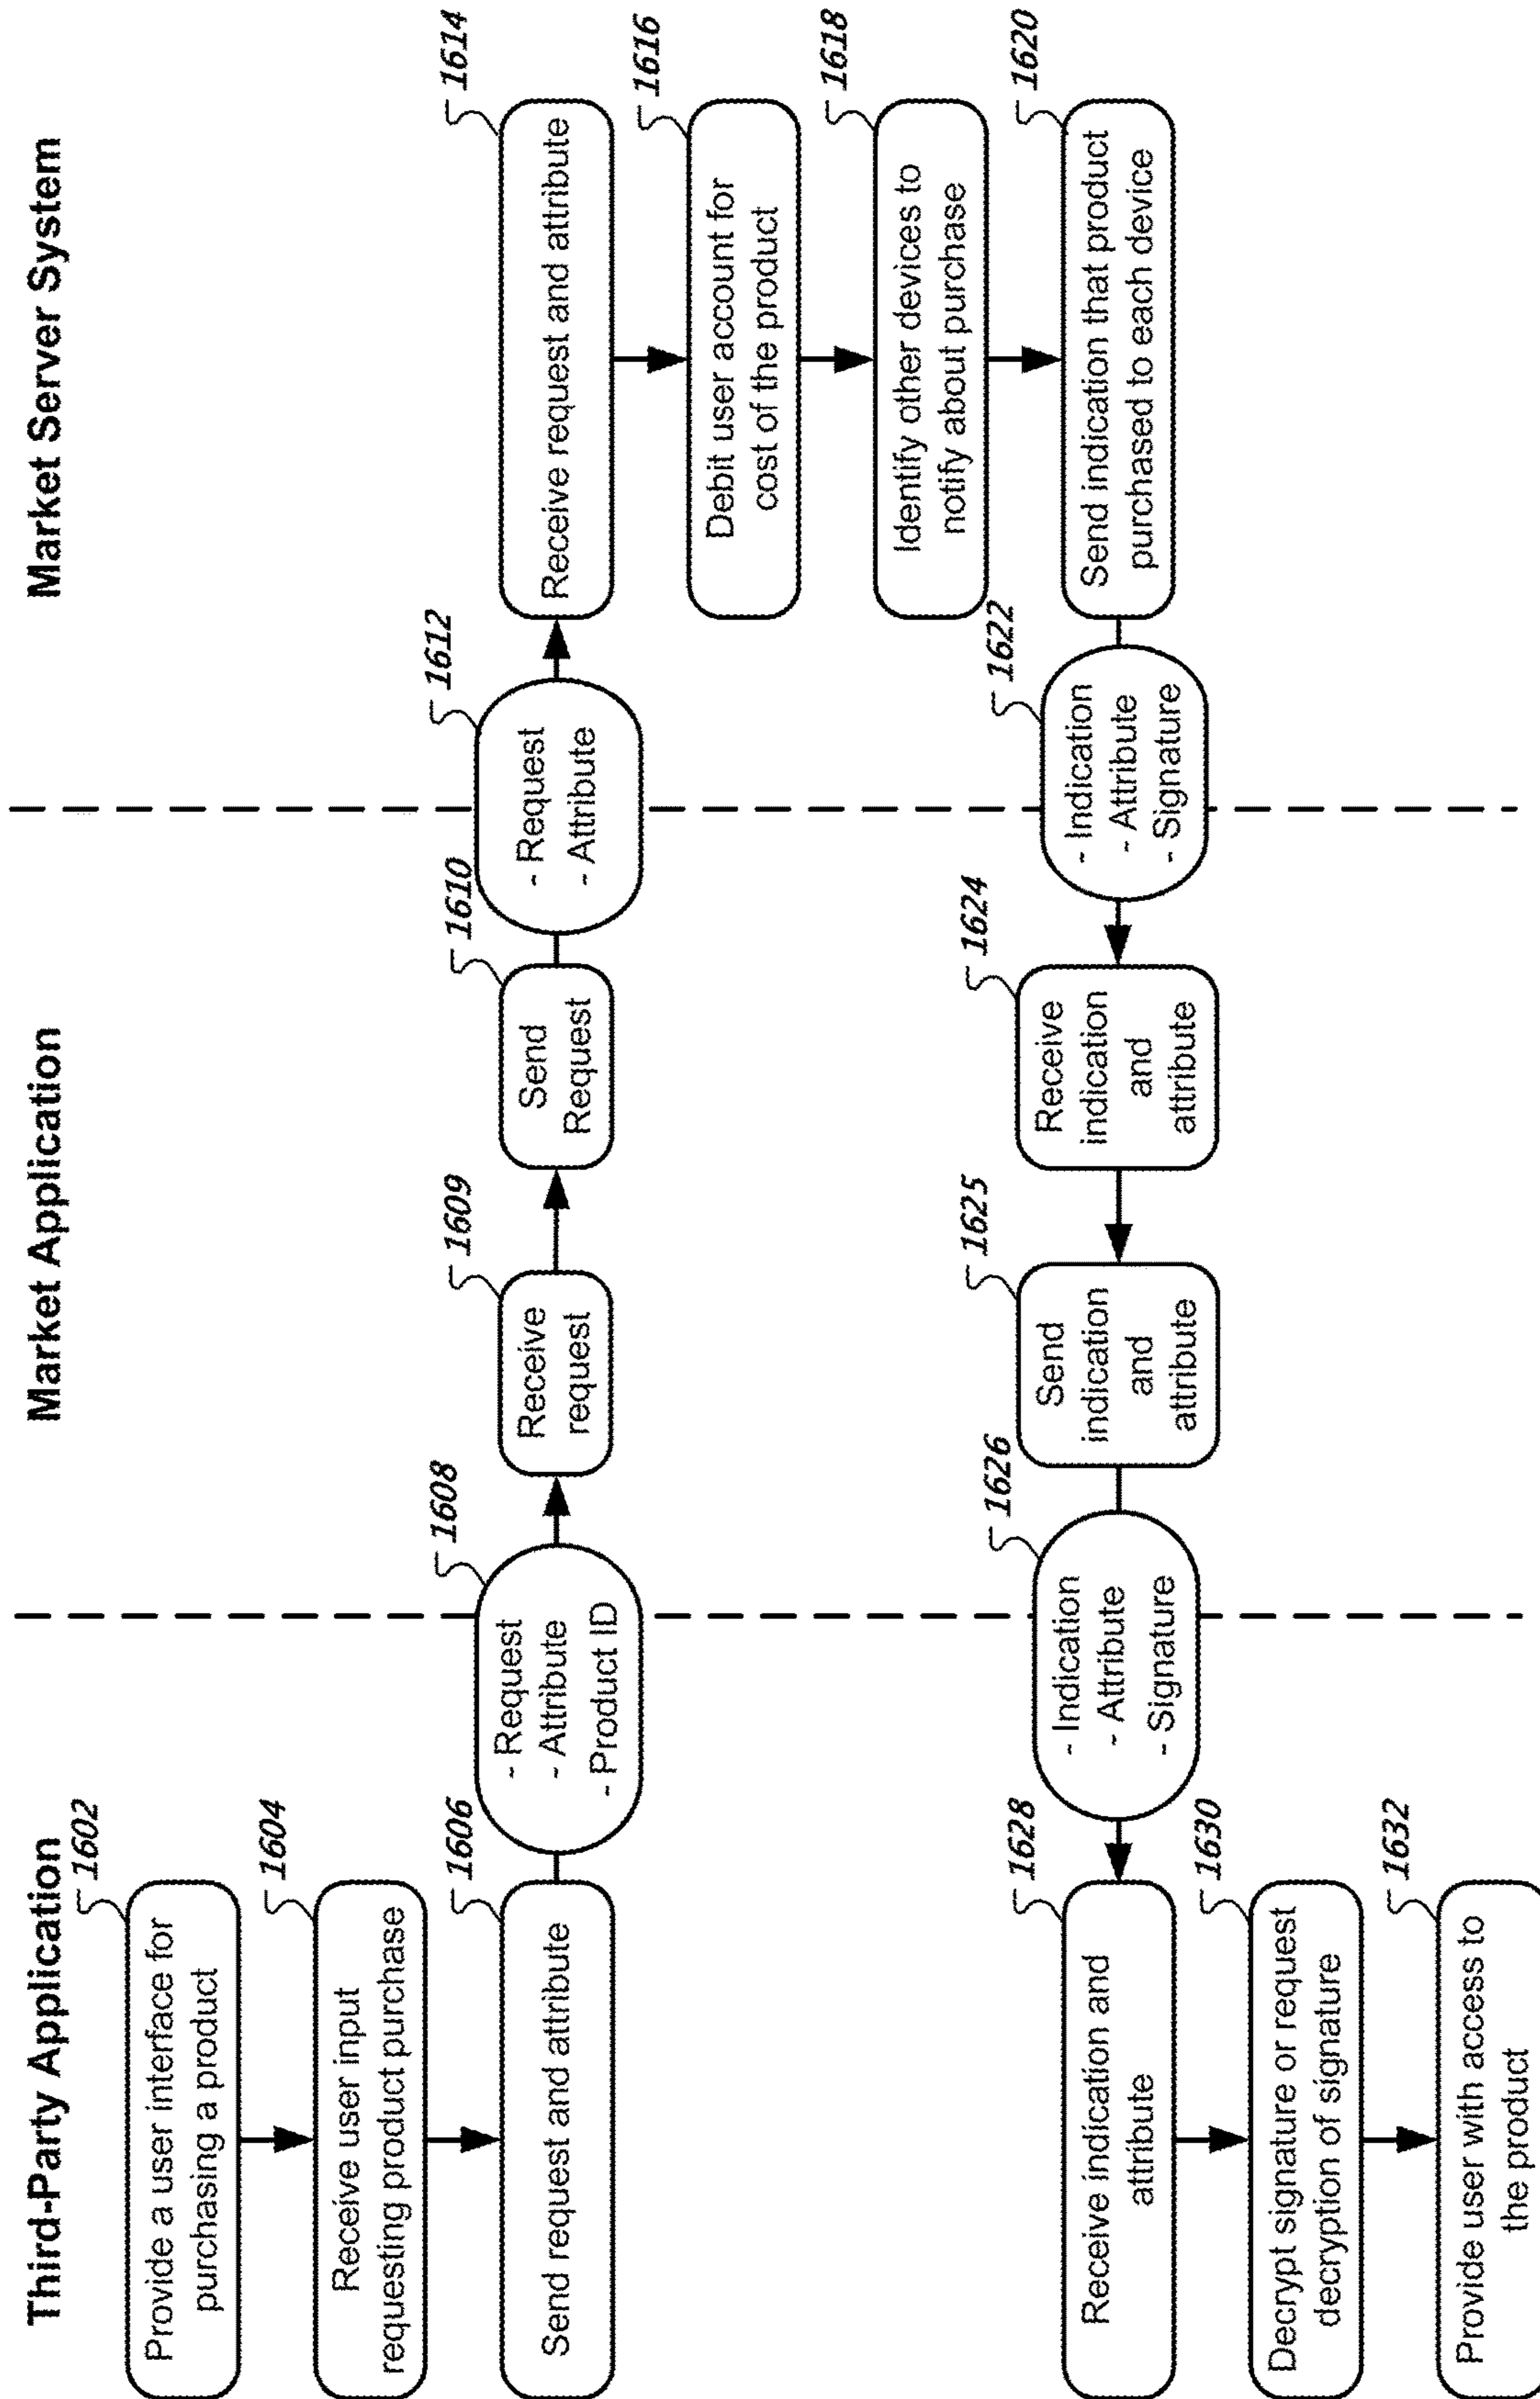 Third-Party Application
Market Application
Market Server System
1602
Provide a user interface for
purchasing a product
1604
Receive user input
requesting product purchase
1606
Send request and attribute
1608
- Request
- Attribute
- Product ID
1609
Receive
request
1610
Send
Request
1612
- Request
- Attribute
1614
Receive request and attribute
1616
Debit user account for
cost of the product
1618
Identify other devices to
notify about purchase
1620
Send indication that product
purchased to each device
1622
- Indication
- Attribute
- Signature
1624
Receive
indication
and
attribute
1625
Send
indication
and
attribute
1626
- Indication
- Attribute
- Signature
1628
Receive indication and
attribute
1630
Decrypt signature or request
decryption of signature
1632
Provide user with access to
the product